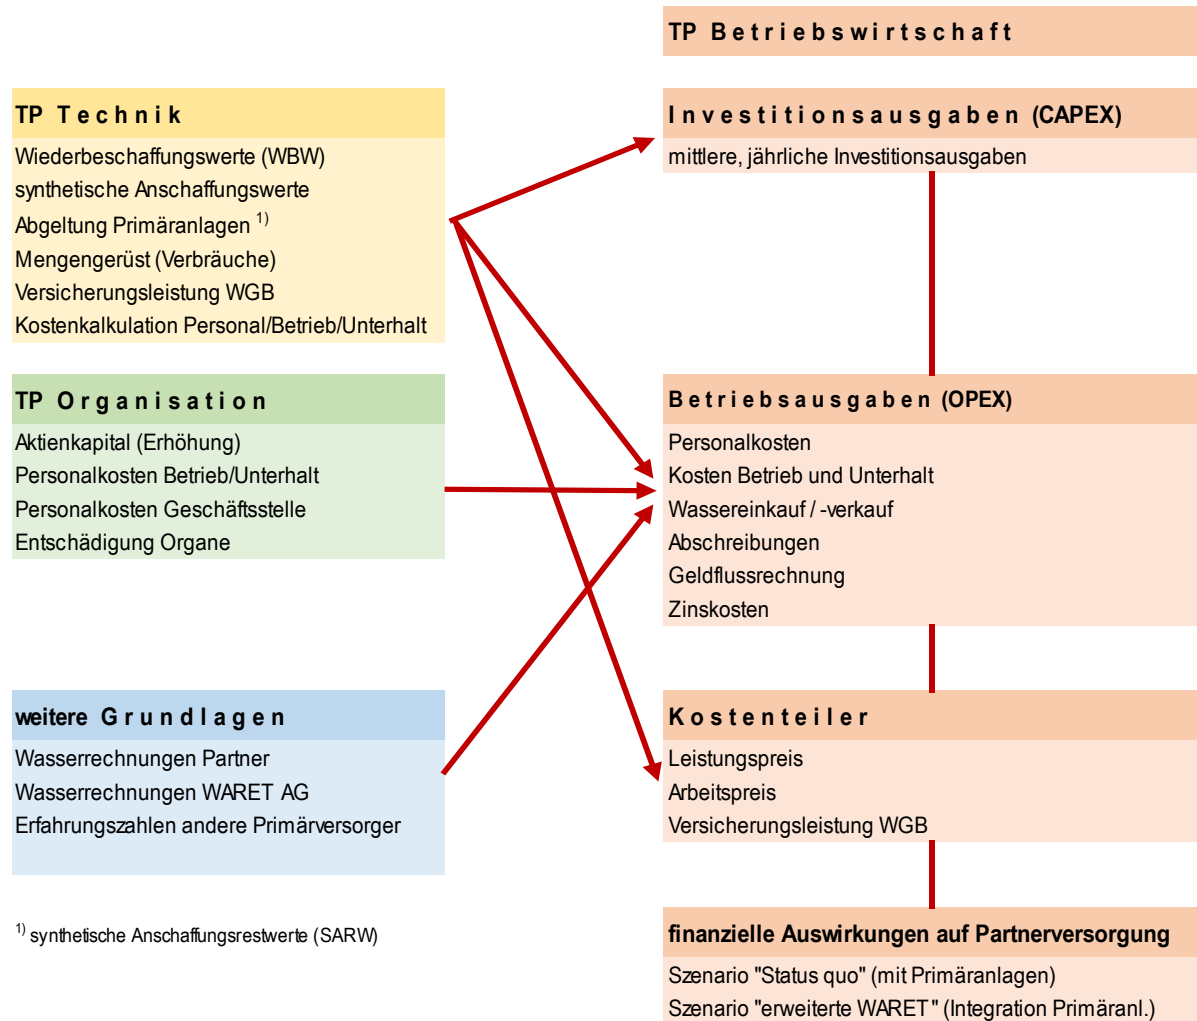 TP Betriebswirtschaft
TP Technik
Wiederbeschaffungswerte (WBW)
synthetische Anschaffungswerte
Abgeltung Primäranlagen 1)
Mengengerüst (Verbräuche)
Versicherungsleistung WGB
Kostenkalkulation Personal/Betrieb/Unterhalt
TP Organisation
Aktienkapital (Erhöhung)
Personalkosten Betrieb/Unterhalt
Personalkosten Geschäftsstelle
Entschädigung Organe
weitere Grundlagen
Wasserrechnungen Partner
Wasserrechnungen WARET AG
Erfahrungszahlen andere Primärversorger
1) synthetische Anschaffungsrestwerte (SARW)
Investitionsausgaben (CAPEX)
mittlere, jährliche Investitionsausgaben
Betriebsausgaben (OPEX)
Personalkosten
Kosten Betrieb und Unterhalt
Wassereinkauf / -verkauf
Abschreibungen
Geldflussrechnung
Zinskosten
Kostenteiler
Leistungspreis
Arbeitspreis
Versicherungsleistung WGB
finanzielle Auswirkungen auf Partnerversorgung
Szenario "Status quo" (mit Primäranlagen)
Szenario "erweiterte WARET" (Integration Primäranl.)